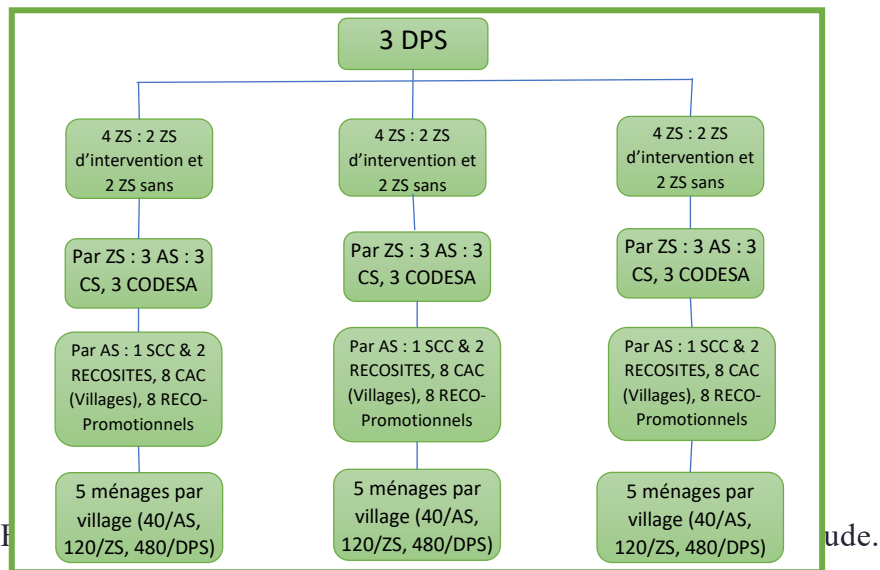 3 DPS
4 ZS : 2 ZS
d’intervention et
2 ZS sans
4 ZS : 2 ZS
d’intervention et
2 ZS sans
4 ZS : 2 ZS
d’intervention et
2 ZS sans
Par ZS : 3 AS : 3
CS, 3 CODESA
Par ZS : 3 AS : 3
CS, 3 CODESA
Par ZS : 3 AS : 3
CS, 3 CODESA
Par AS : 1 SCC & 2
RECOSITES, 8 CAC
(Villages), 8 RECO-
Promotionnels
Par AS : 1 SCC & 2
RECOSITES, 8 CAC
(Villages), 8 RECO-
Promotionnels
Par AS : 1 SCC & 2
RECOSITES, 8 CAC
(Villages), 8 RECO-
Promotionnels
5 ménages par
village (40/AS,
120/ZS, 480/DPS)
5 ménages par
village (40/AS,
120/ZS, 480/DPS)
5 ménages par
village (40/AS,
120/ZS, 480/DPS)
ude.